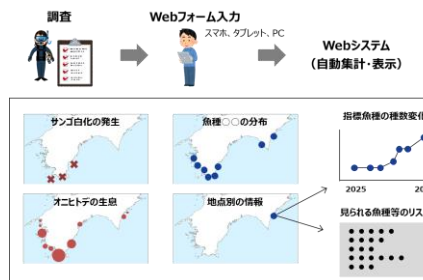 調査
Webフォーム入力
スマホ、タブレット、PC
Webシステム
（自動集計・表示）
サンゴ白化の発生
魚種○○の分布
指標魚種の種数変化
オニヒトデの生息
地点別の情報
2025
見られる魚種等のリス